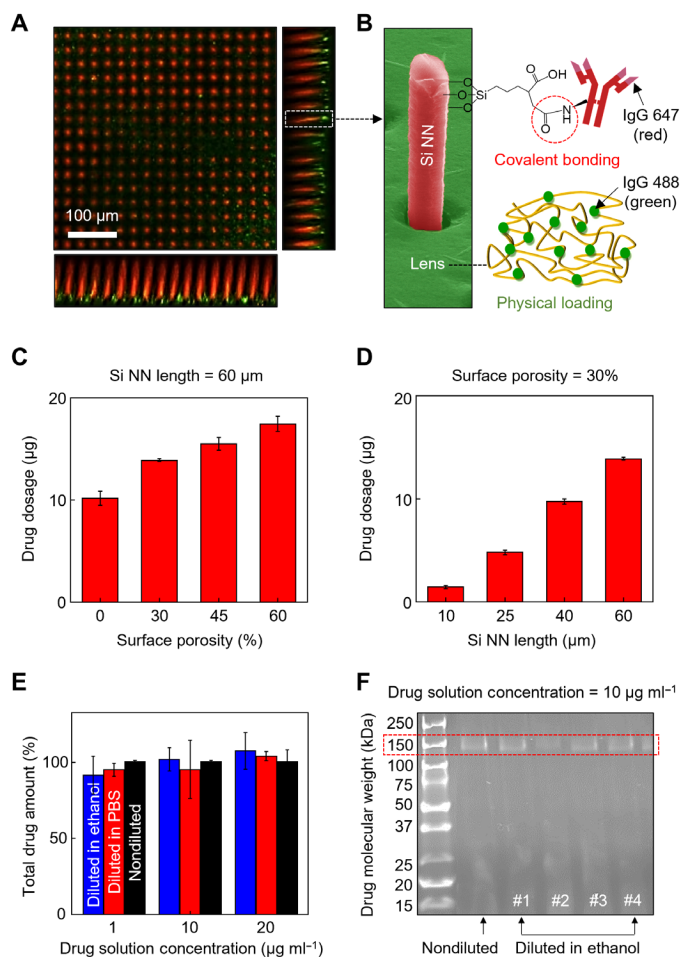 A
100 µm
B
Si NN
O
O
O
Si
OH
O
O
N
H
IgG 647
(red)
Covalent bonding
IgG 488
(green)
Lens
Physical loading
C
Si NN length = 60 µm
Drug dosage (µg)
20
10
0
0 30 45 60
Surface porosity (%)
D
Surface porosity = 30%
Drug dosage (µg)
20
10
0
10 25 40 60
Si NN length (µm)
E
Total drug amount (%)
100
50
0
Diluted in ethanol
Diluted in PBS
Nondiluted
1 10 20
Drug solution concentration (µg ml⁻¹)
F
Drug solution concentration = 10 µg ml⁻¹
Drug molecular weight (kDa)
250
150
100
75
50
37
25
20
15
#1 #2 #3 #4
Nondiluted Diluted in ethanol